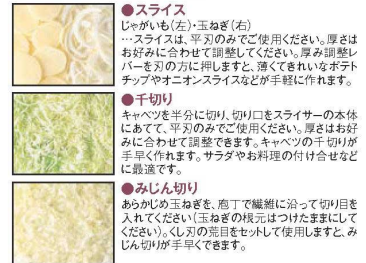 ●スライス
じゃがいも(左)・玉ねぎ(右)
…スライスは、平刃のみでご使用ください。厚さは
お好みに合わせて調整してください。厚み調整レ
バーを刃の方に押しますと、薄くてきれいなポテト
チップやオニオンスライスなどが手軽に作れます。
●千切り
キャベツを半分に切り、切り口をスライサーの本体
にあてて、平刃のみでご使用ください。厚さはお好
みに合わせて調整できます。キャベツの千切りが
手早く作れます。サラダやお料理の付け合せなど
に最適です。
●みじん切り
あらかじめ玉ねぎを、庖丁で繊維に沿って切り目を
入れてください(玉ねぎの根元はつけたままにして
ください)。くし刃の荒目をセットして使用しますと、み
じん切りが手早くできます。